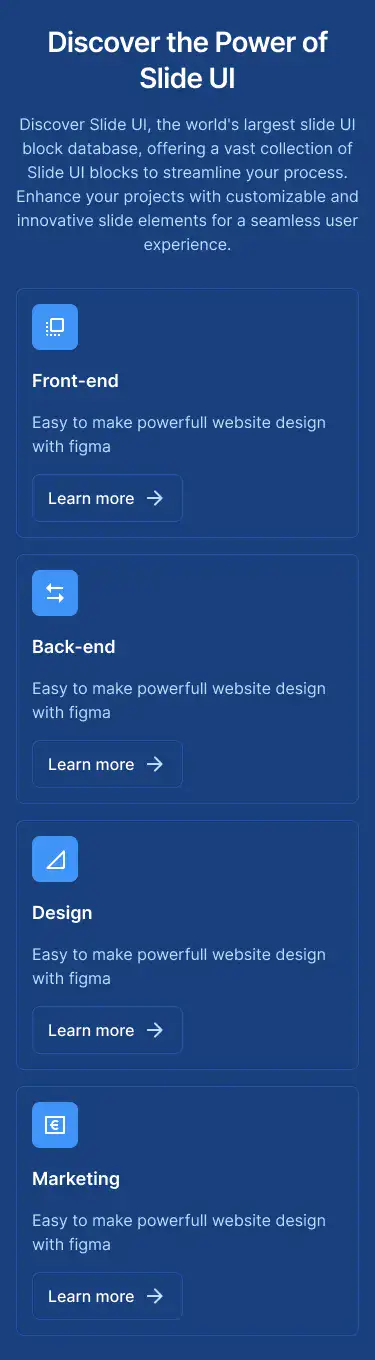 Discover the Power of
Slide UI
Discover Slide UI, the world's largest slide UI
block database, offering a vast collection of
Slide UI blocks to streamline your process.
Enhance your projects with customizable and
innovative slide elements for a seamless user
experience.
Front-end
Easy to make powerfull website design
with figma
Learn more
Back-end
Easy to make powerfull website design
with figma
Learn more
Design
Easy to make powerfull website design
with figma
Learn more
Marketing
Easy to make powerfull website design
with figma
Learn more